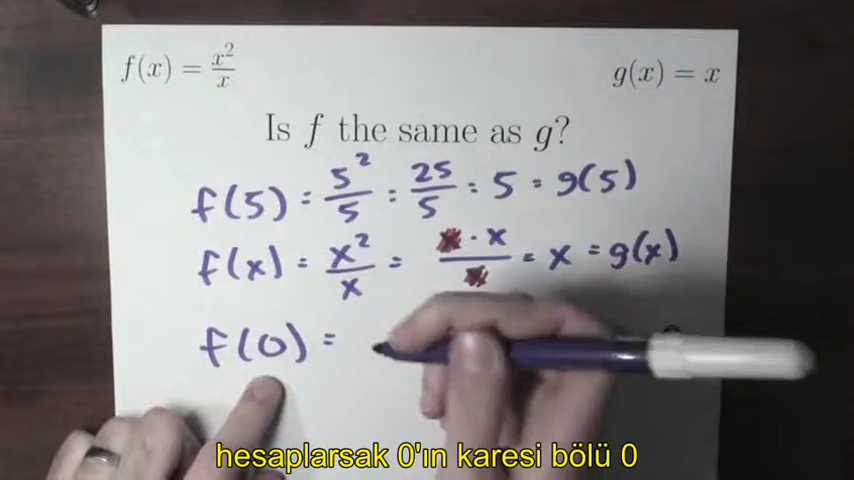 f(x) = x²/x
g(x) = x
Is f the same as g?
f(5) = 5²/5 = 25/5 = 5 = g(5)
f(x) = x²/x = x·x/x = x = g(x)
f(0) =
hesaplarsak 0'ın karesi bölü 0